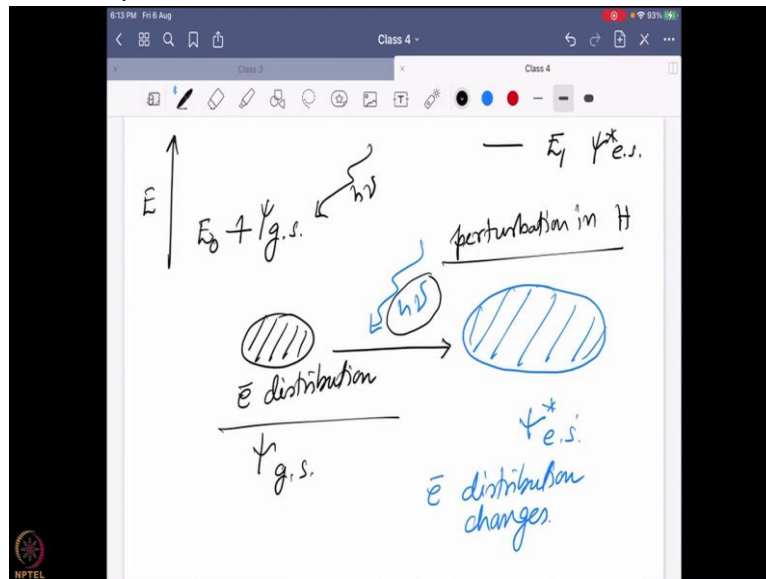 6:13 PM Fri 6 Aug
93%
Class 4
Class 3
Class 4
E
E₀ ψg.s.
hν
E₁ ψ*e.s.
perturbation in H
hν
ē distribution
ψg.s.
ψ*e.s.
ē distribution
changes.
NPTEL